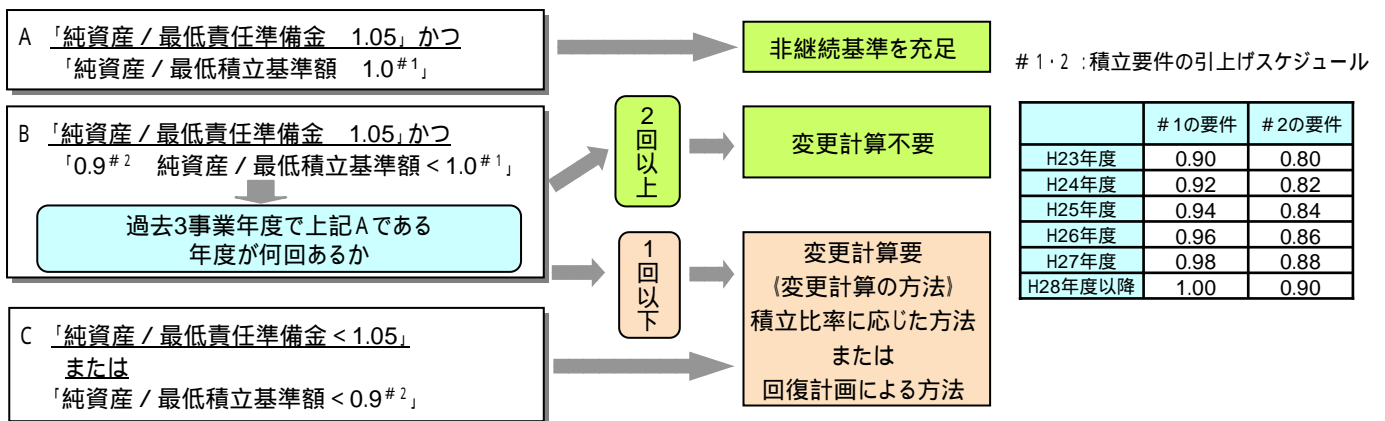 A 「純資産/最低責任準備金 1.05」かつ
「純資産/最低積立基準額 1.0#1」
非継続基準を充足
B 「純資産/最低責任準備金 1.05」かつ
「0.9#2 純資産/最低積立基準額<1.0#1」
過去3事業年度で上記Aである
年度が何回あるか
2回以上
変更計算不要
1回以下
変更計算要
《変更計算の方法》
積立比率に応じた方法
または
回復計画による方法
C 「純資産/最低責任準備金<1.05」
または
「純資産/最低積立基準額<0.9#2」
#1・2:積立要件の引上げスケジュール
#1の要件 #2の要件
H23年度 0.90 0.80
H24年度 0.92 0.82
H25年度 0.94 0.84
H26年度 0.96 0.86
H27年度 0.98 0.88
H28年度以降 1.00 0.90